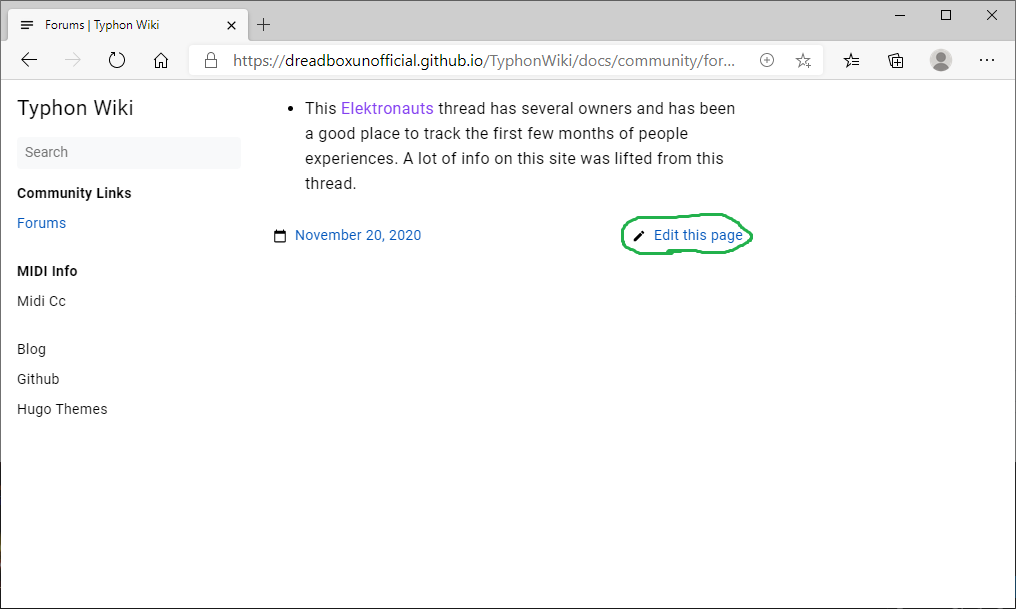 Forums | Typhon Wiki
https://dreadboxunofficial.github.io/TyphonWiki/docs/community/for...
Typhon Wiki
Search
Community Links
Forums
MIDI Info
Midi Cc
Blog
Github
Hugo Themes
This Elektronauts thread has several owners and has been
a good place to track the first few months of people
experiences. A lot of info on this site was lifted from this
thread.
November 20, 2020
Edit this page